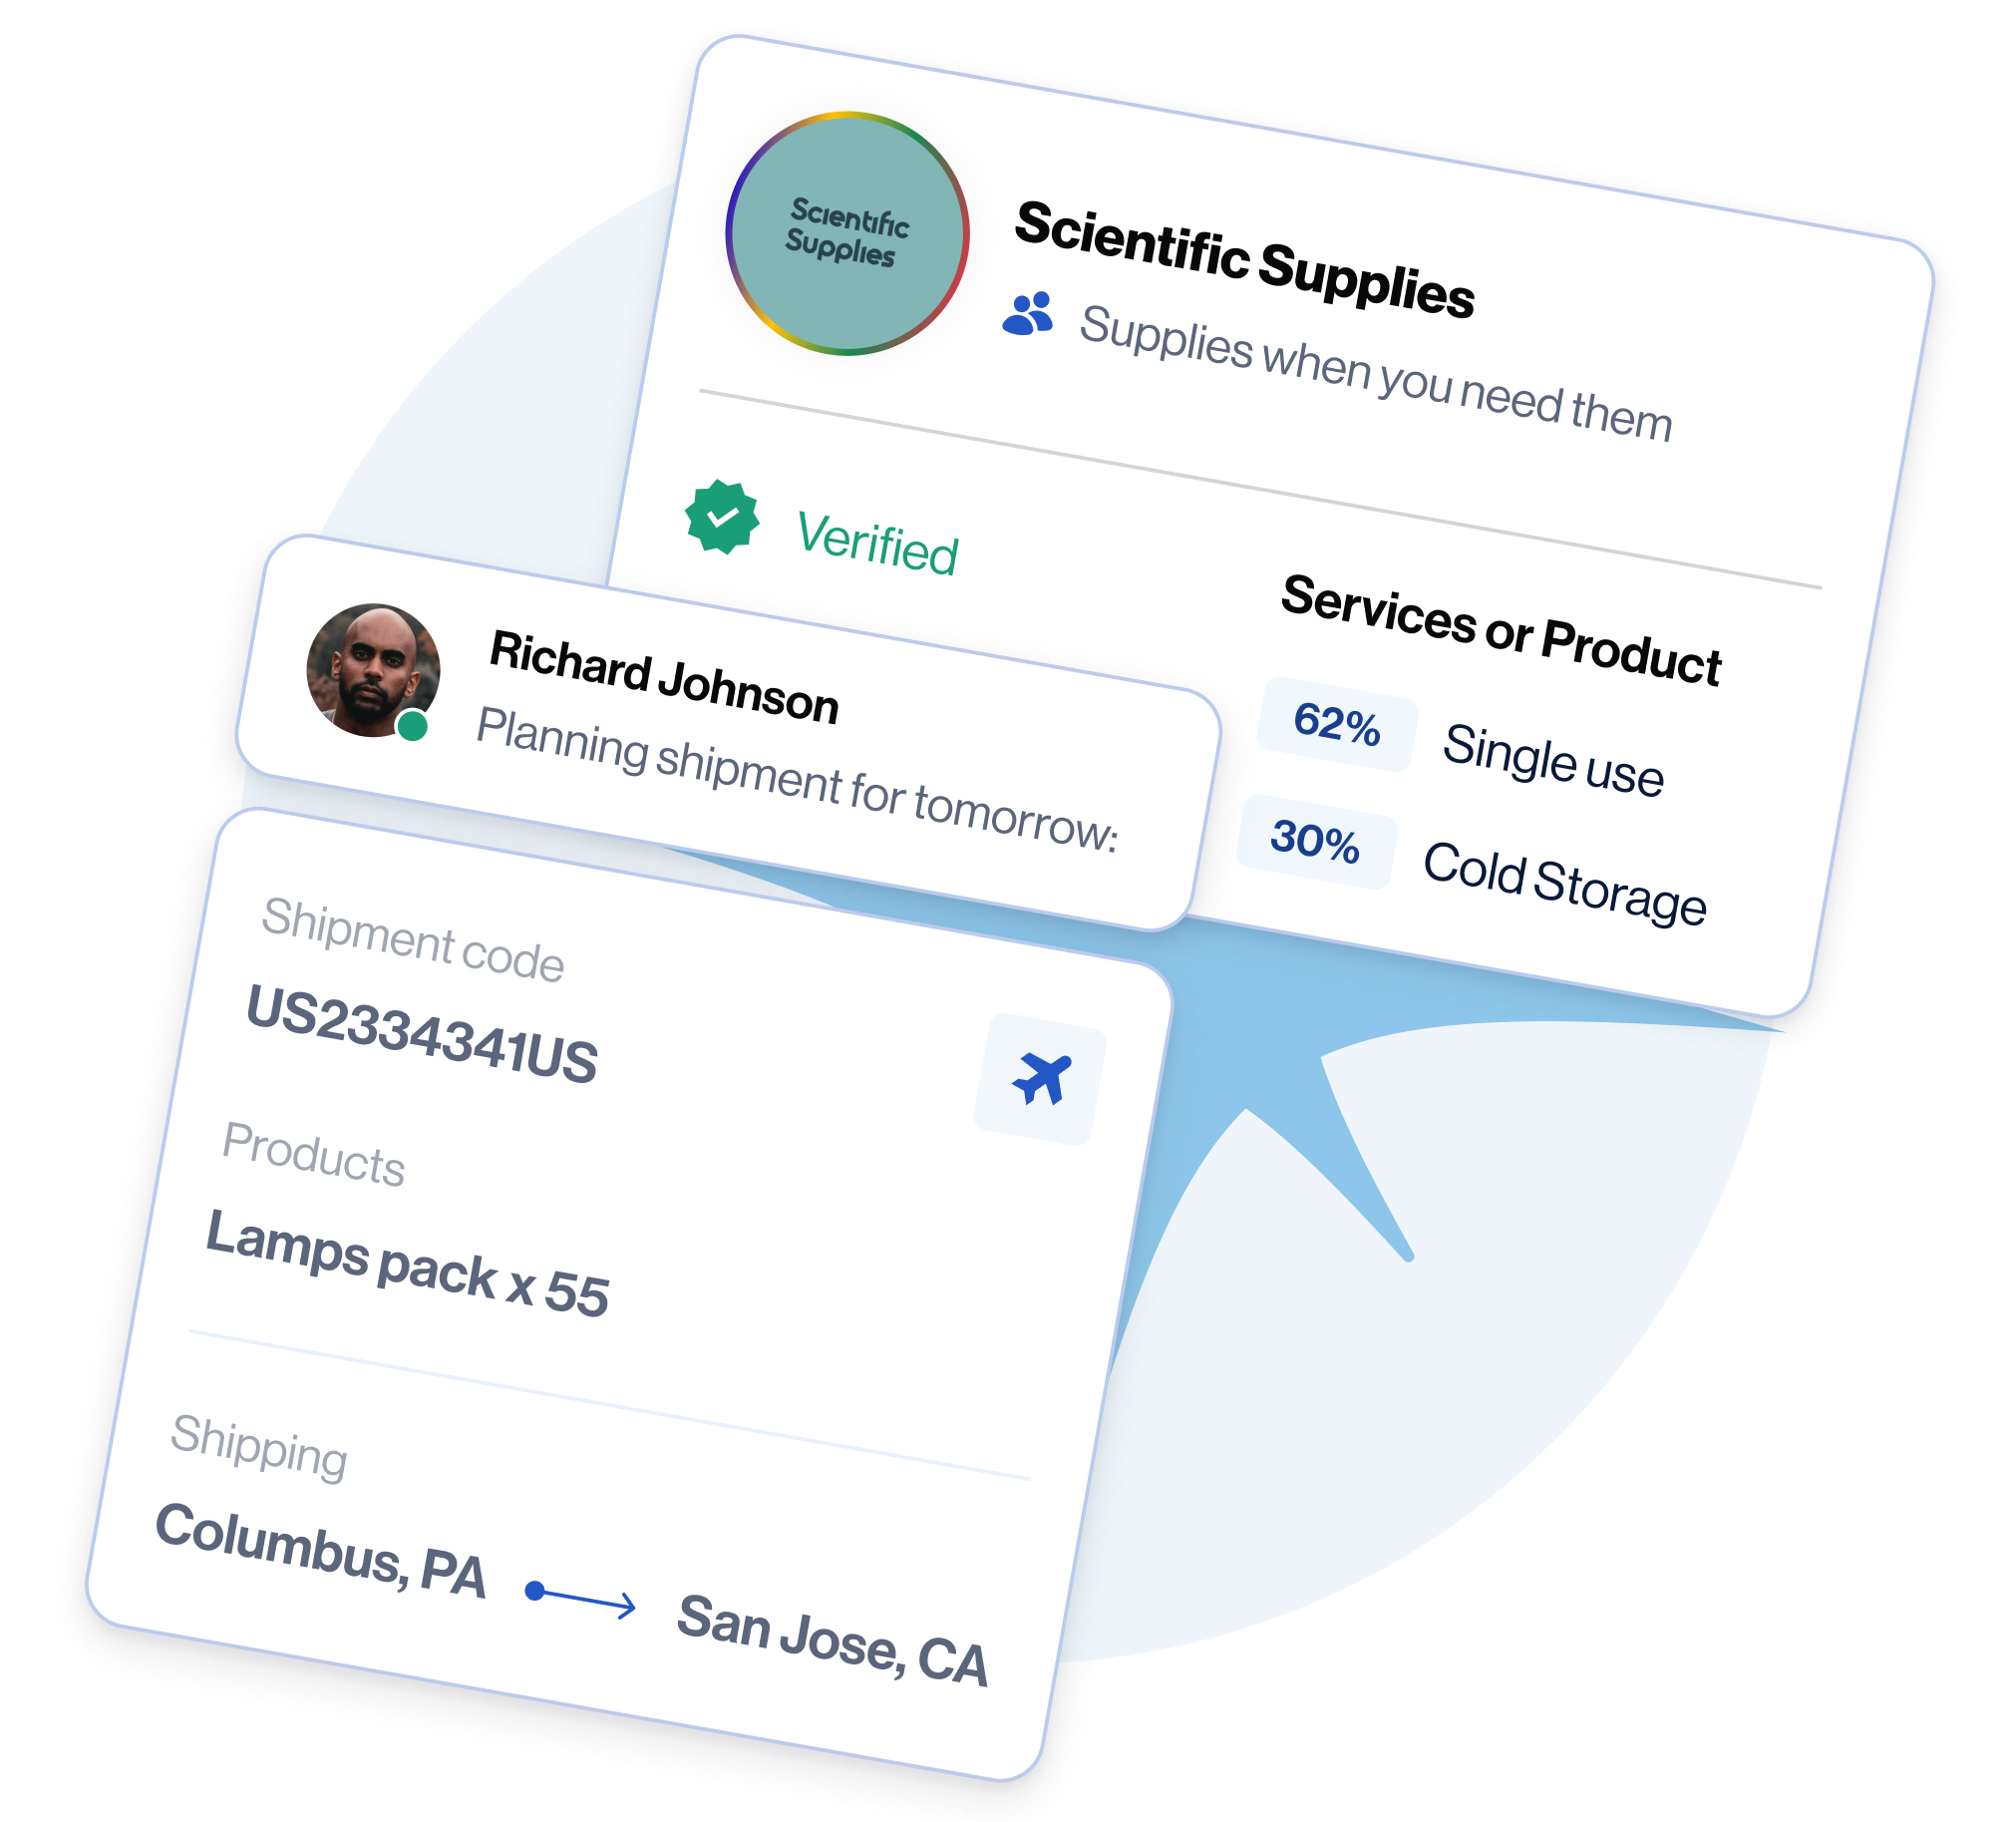 Scientific
Supplies
Scientific Supplies
Supplies when you need them
Verified
Services or Product
62% Single use
30% Cold Storage
Richard Johnson
Planning shipment for tomorrow:
Shipment code
US2334341US
Products
Lamps pack x 55
Shipping
Columbus, PA
San Jose, CA